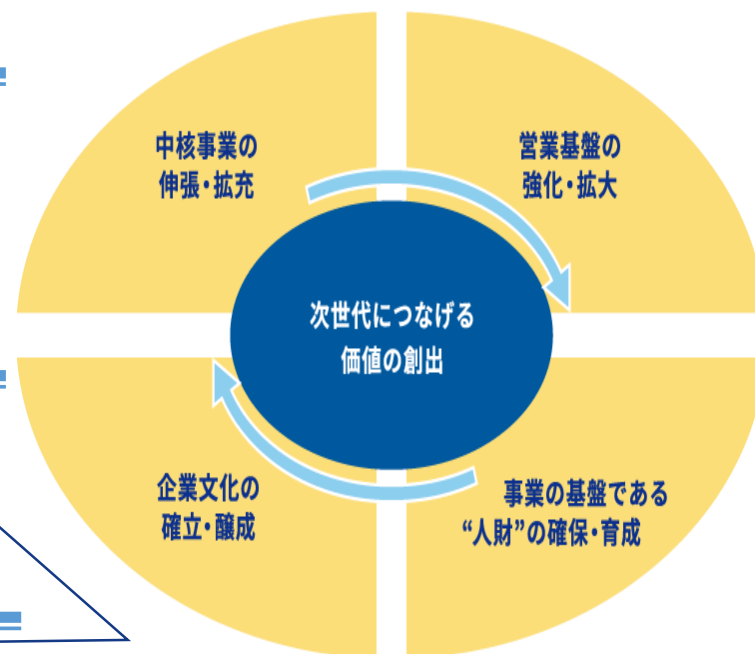 中核事業の
伸張・拡充
営業基盤の
強化・拡大
次世代につなげる
価値の創出
企業文化の
確立・醸成
事業の基盤である
“人財”の確保・育成